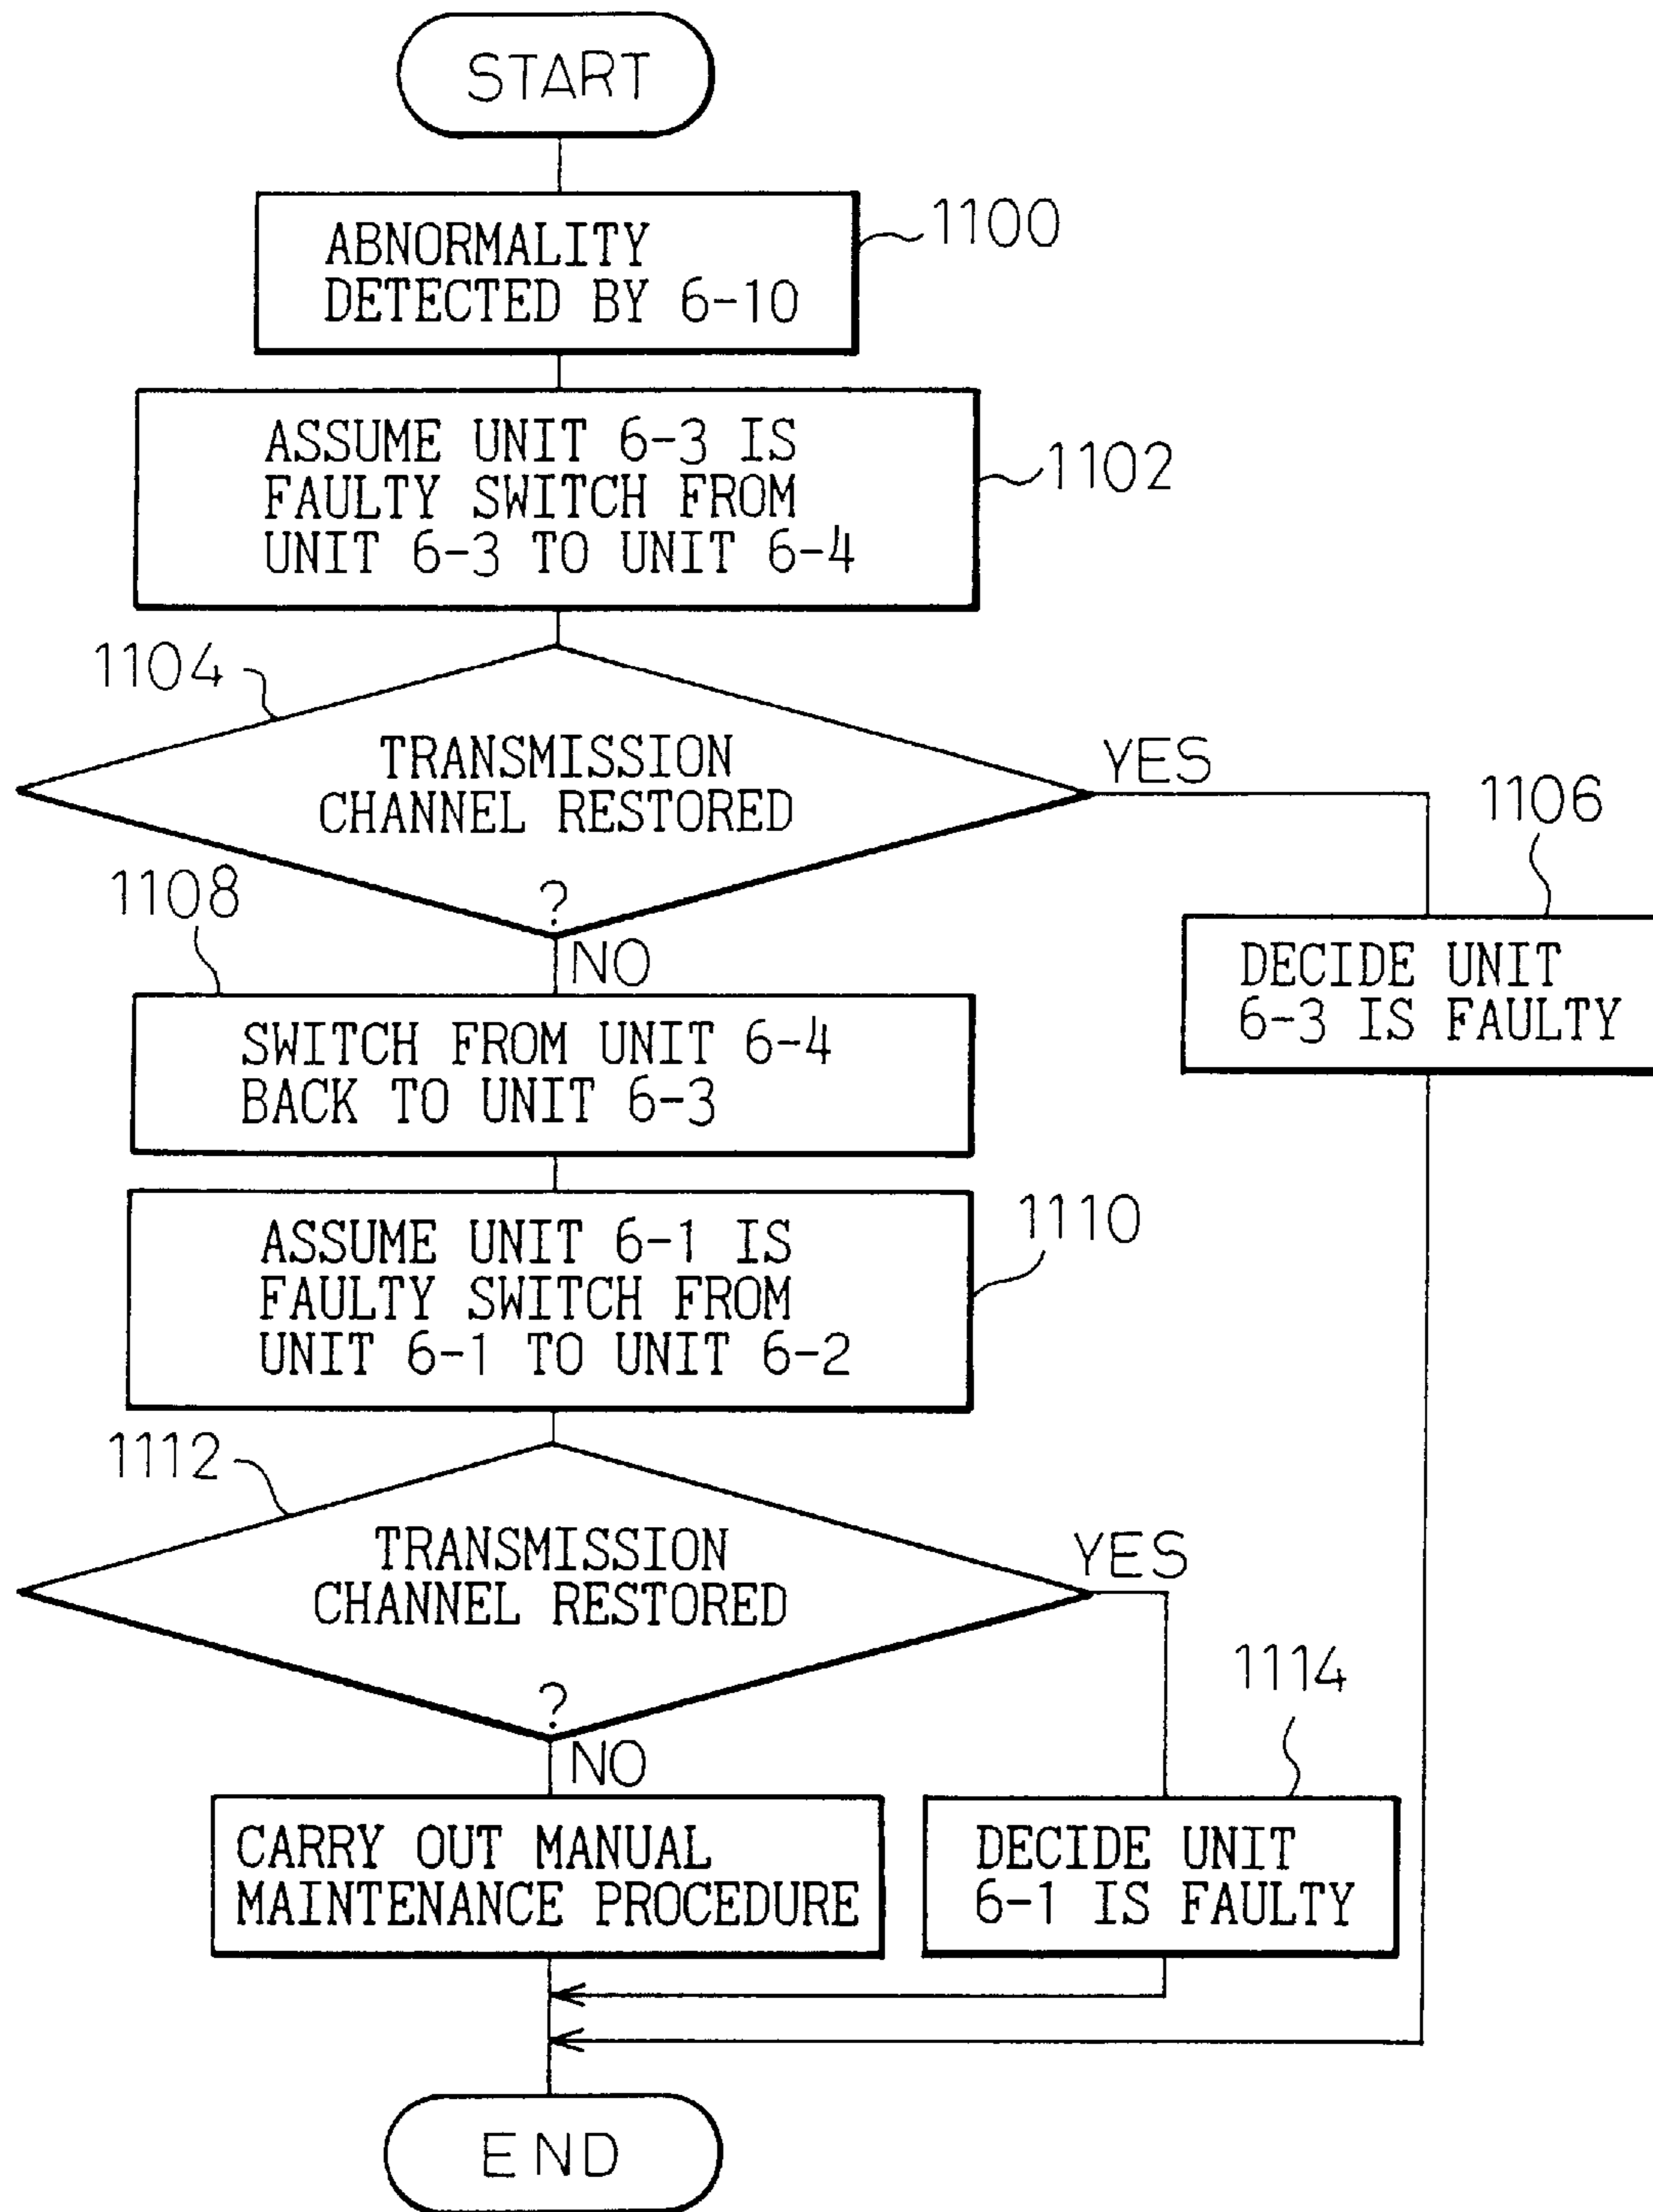 START
ABNORMALITY
DETECTED BY 6-10
1100
ASSUME UNIT 6-3 IS
FAULTY SWITCH FROM
UNIT 6-3 TO UNIT 6-4
1102
1104
TRANSMISSION
CHANNEL RESTORED
?
YES
1106
DECIDE UNIT
6-3 IS FAULTY
NO
1108
SWITCH FROM UNIT 6-4
BACK TO UNIT 6-3
ASSUME UNIT 6-1 IS
FAULTY SWITCH FROM
UNIT 6-1 TO UNIT 6-2
1110
1112
TRANSMISSION
CHANNEL RESTORED
?
YES
1114
NO
CARRY OUT MANUAL
MAINTENANCE PROCEDURE
DECIDE UNIT
6-1 IS FAULTY
END